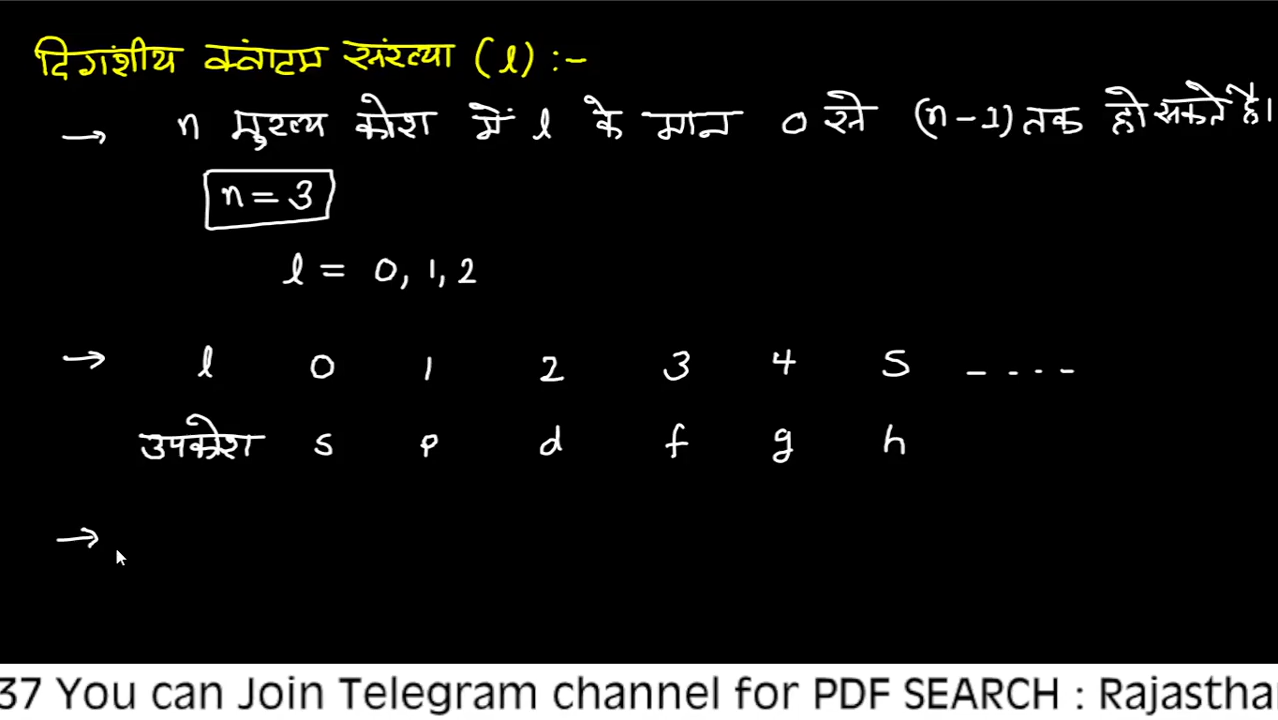 दिगंशीय क्वांटम संख्या (l) :-
→ n मुख्य कोश में l के मान 0 से (n-1) तक हो सकते है।
n = 3
l = 0, 1, 2
→ l 0 1 2 3 4 5 - - - -
उपकोश s p d f g h
→
37 You can Join Telegram channel for PDF SEARCH : Rajasthan